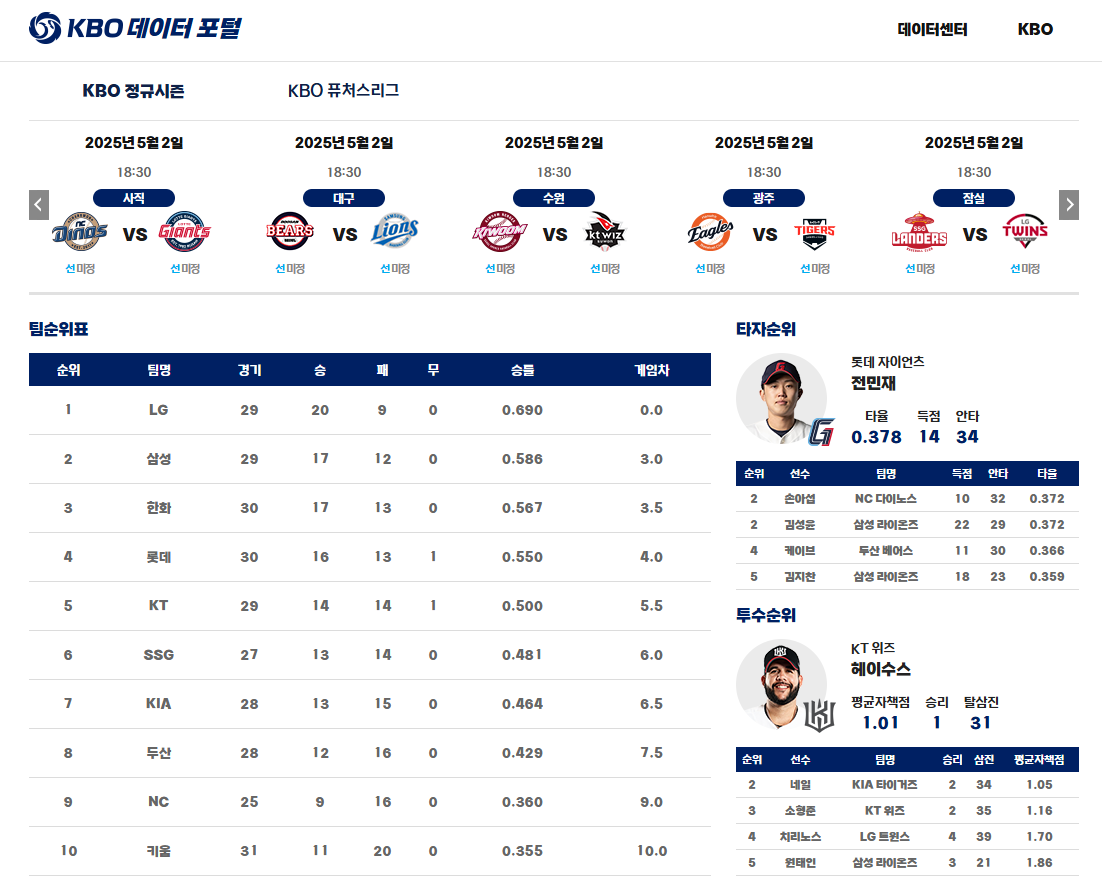 KBO 데이터 포털
데이터센터 KBO
KBO 정규시즌 KBO 퓨처스리그
2025년 5월 2일 2025년 5월 2일 2025년 5월 2일 2025년 5월 2일 2025년 5월 2일
18:30 18:30 18:30 18:30 18:30
사직 대구 수원 광주 잠실
NC Dinos VS Giants BEARS VS SAMSUNG Lions KIWOOM VS kt wiz Eagles VS TIGERS SSG LANDERS VS LG TWINS
선미정 선미정 선미정 선미정 선미정 선미정 선미정 선미정 선미정 선미정
팀순위표
순위 팀명 경기 승 패 무 승률 게임차
1 LG 29 20 9 0 0.690 0.0
2 삼성 29 17 12 0 0.586 3.0
3 한화 30 17 13 0 0.567 3.5
4 롯데 30 16 13 1 0.550 4.0
5 KT 29 14 14 1 0.500 5.5
6 SSG 27 13 14 0 0.481 6.0
7 KIA 28 13 15 0 0.464 6.5
8 두산 28 12 16 0 0.429 7.5
9 NC 25 9 16 0 0.360 9.0
10 키움 31 11 20 0 0.355 10.0
타자순위
롯데 자이언츠
전민재
타율 득점 안타
0.378 14 34
순위 선수 팀명 득점 안타 타율
2 손아섭 NC 다이노스 10 32 0.372
2 김성윤 삼성 라이온즈 22 29 0.372
4 케이브 두산 베어스 11 30 0.366
5 김지찬 삼성 라이온즈 18 23 0.359
투수순위
KT 위즈
헤이수스
평균자책점 승리 탈삼진
1.01 1 31
순위 선수 팀명 승리 삼진 평균자책점
2 네일 KIA 타이거즈 2 34 1.05
3 소형준 KT 위즈 2 35 1.16
4 치리노스 LG 트윈스 4 39 1.70
5 원태인 삼성 라이온즈 3 21 1.86